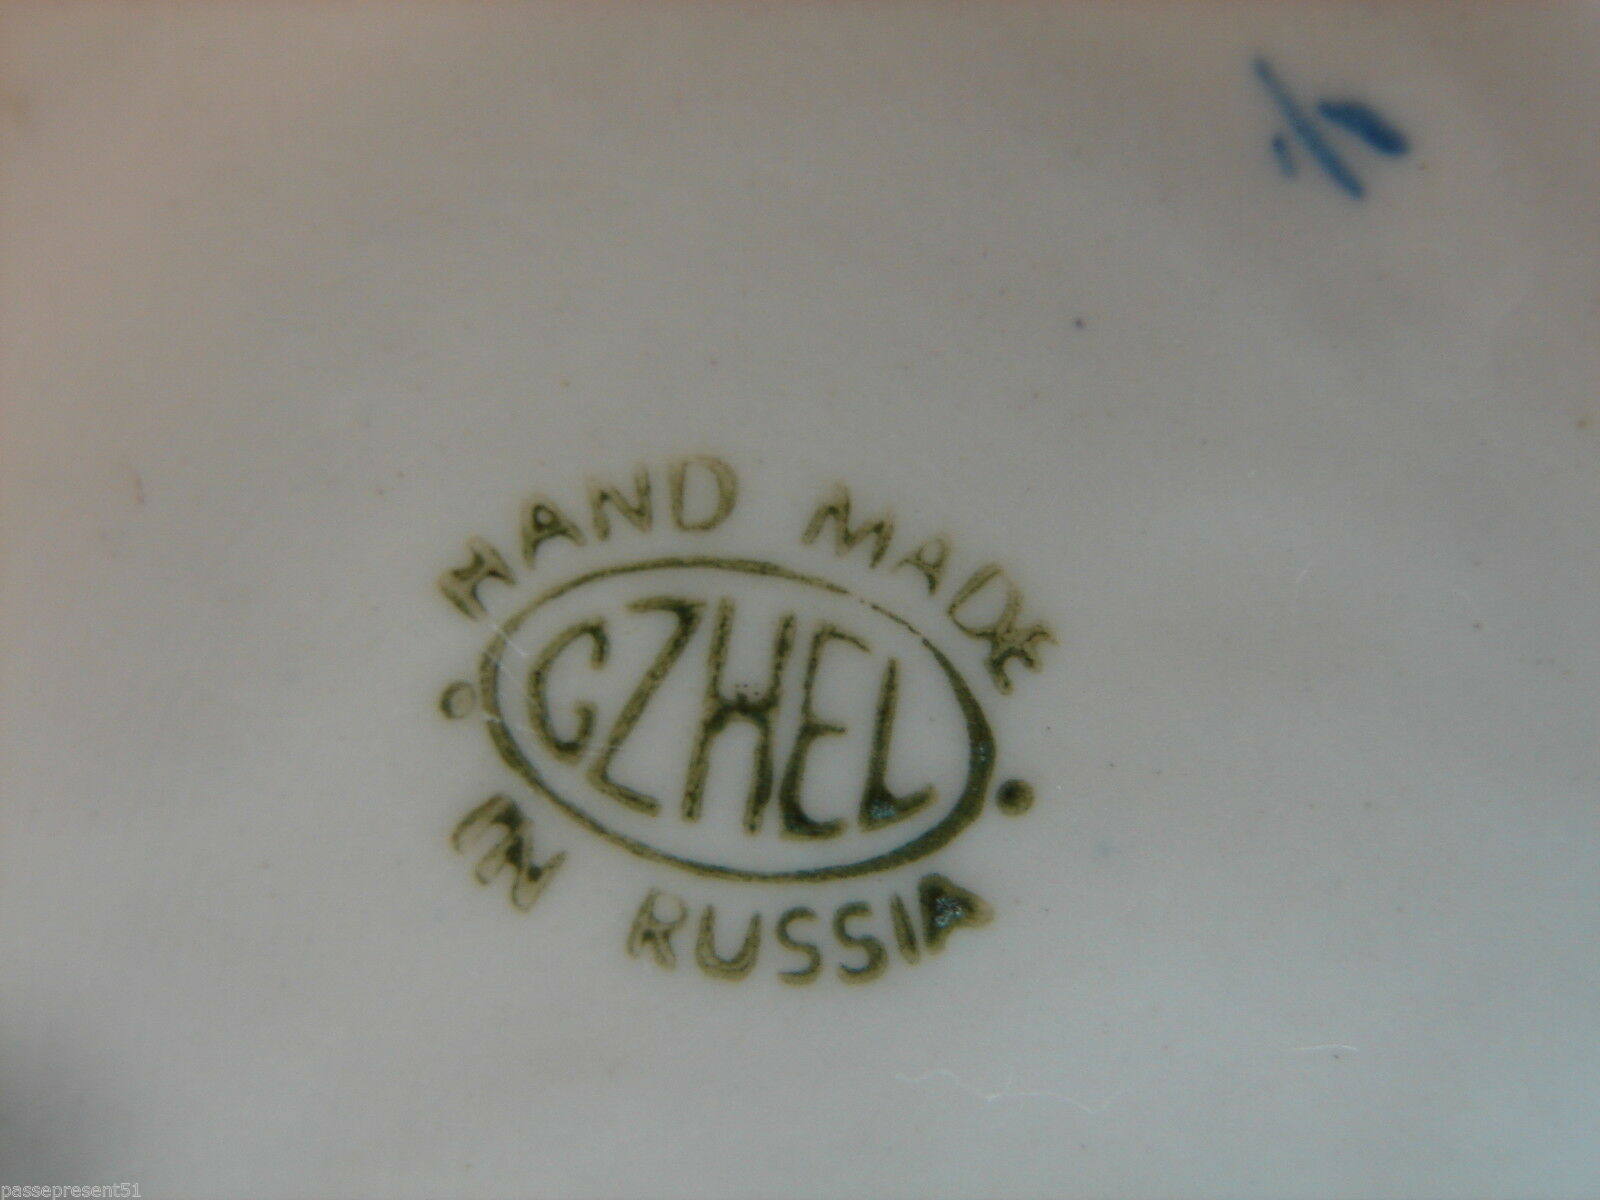 HAND MADE
GZHEL
IN RUSSIA
passepresent51